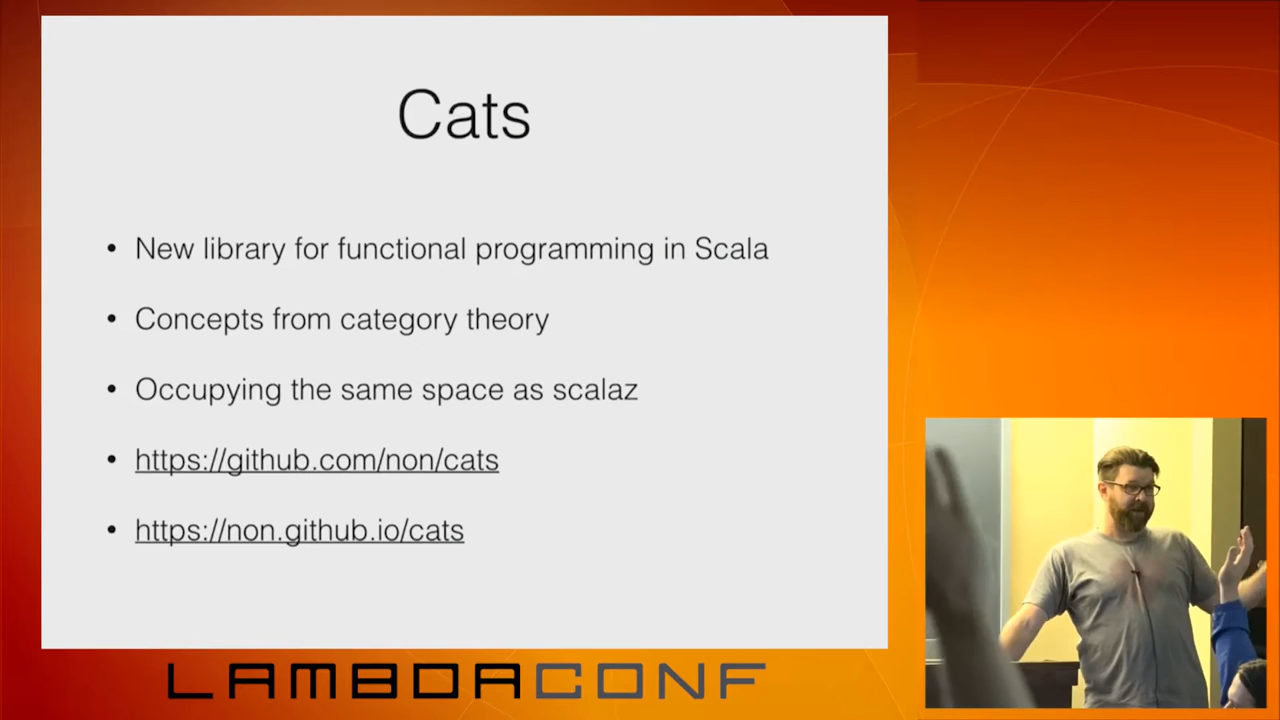 Cats
• New library for functional programming in Scala
• Concepts from category theory
• Occupying the same space as scalaz
• https://github.com/non/cats
• https://non.github.io/cats
LAMBDACONF